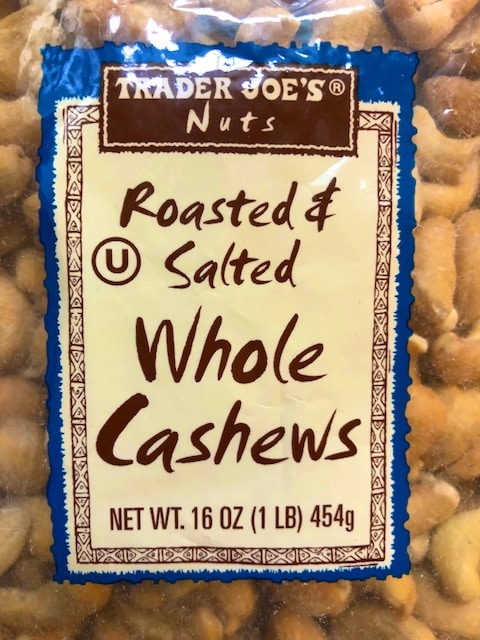 TRADER JOE'S®
Nuts
Roasted &
U Salted
Whole
Cashews
NET WT. 16 OZ (1 LB) 454g